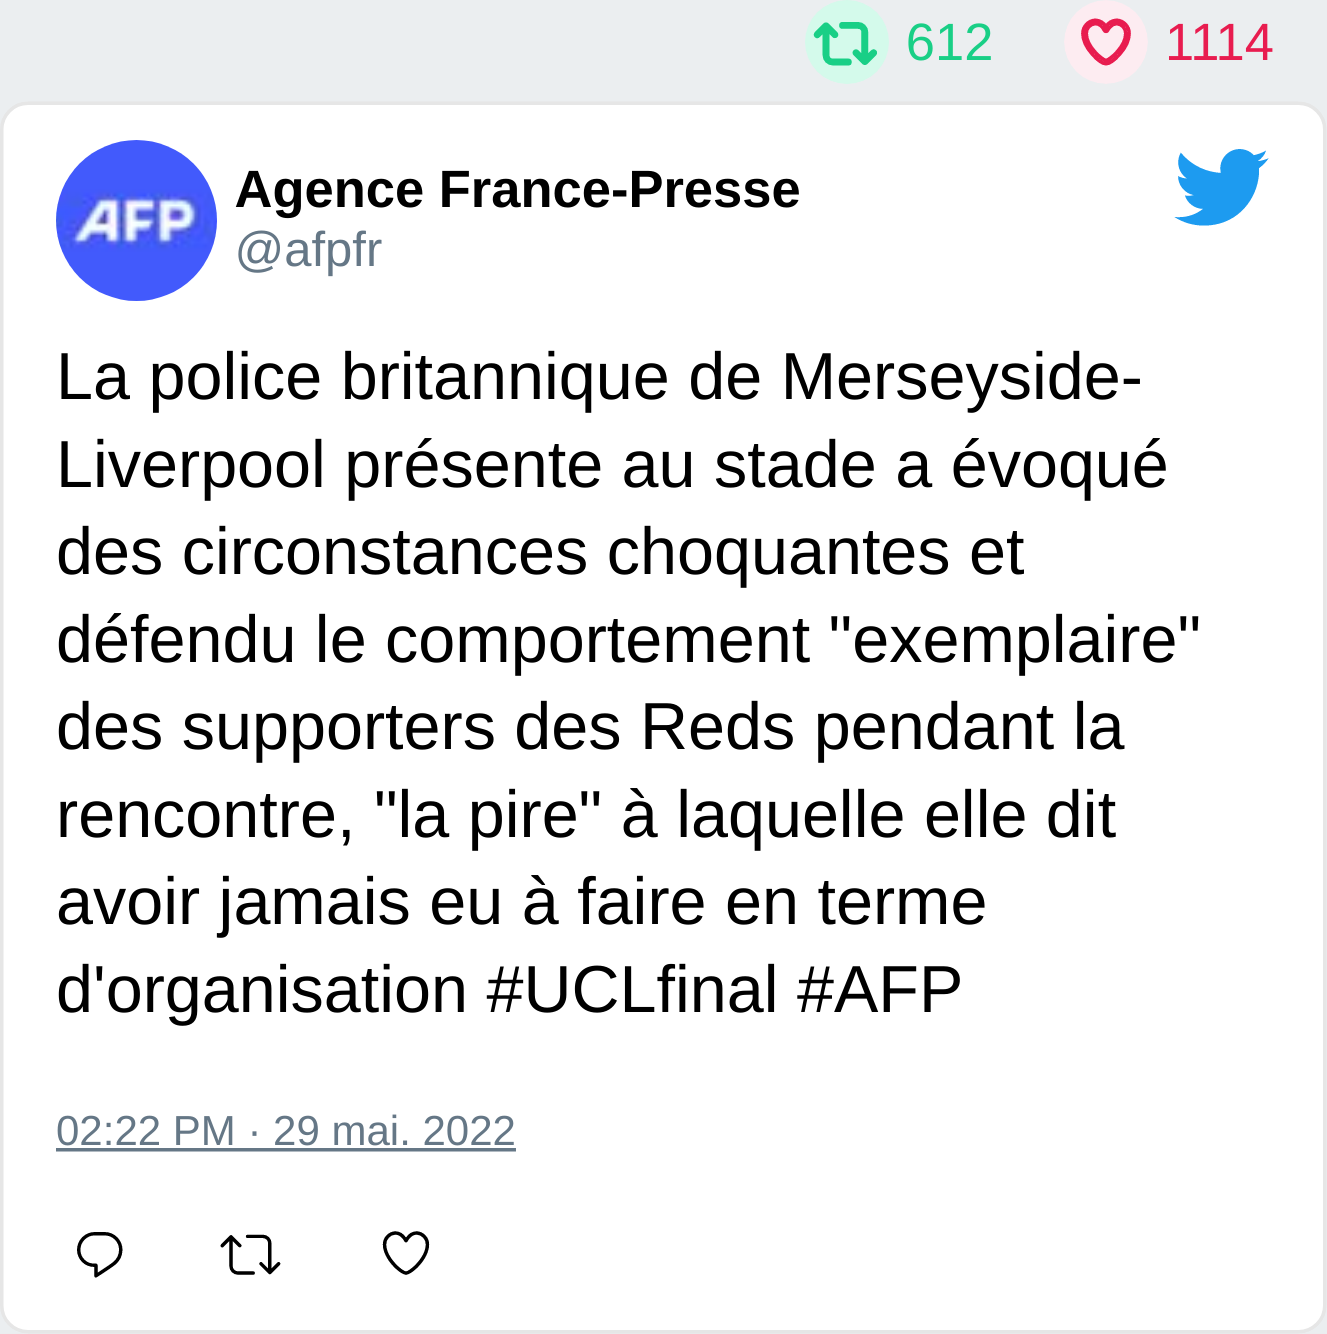 612 1114
AFP
Agence France-Presse
@afpfr
La police britannique de Merseyside-
Liverpool présente au stade a évoqué
des circonstances choquantes et
défendu le comportement "exemplaire"
des supporters des Reds pendant la
rencontre, "la pire" à laquelle elle dit
avoir jamais eu à faire en terme
d'organisation #UCLfinal #AFP
02:22 PM · 29 mai. 2022